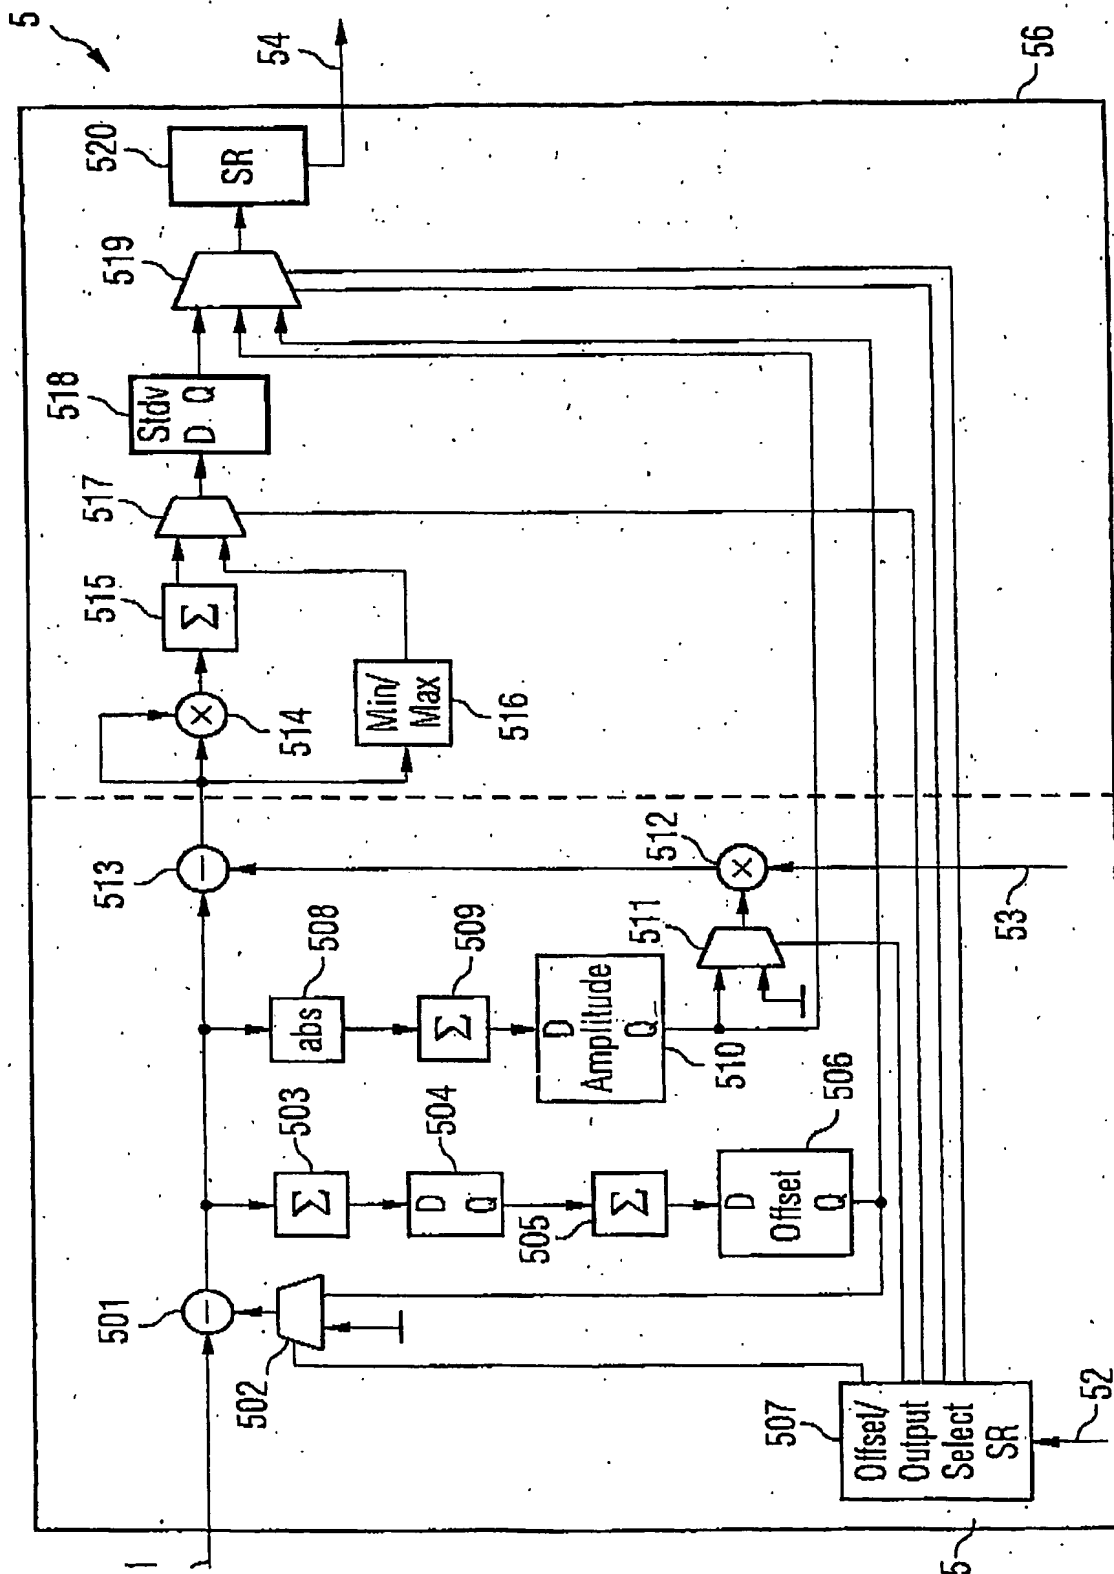 5
54
56
520
SR
519
518
Stdv
D Q
517
515
Σ
514
×
Min/
Max
516
513
−
512
×
53
511
508
abs
509
Σ
D
Amplitude
Q
510
503
Σ
504
D
Q
505
Σ
506
D
Offset
Q
501
−
502
507
Offset/
Output
Select
SR
52
5